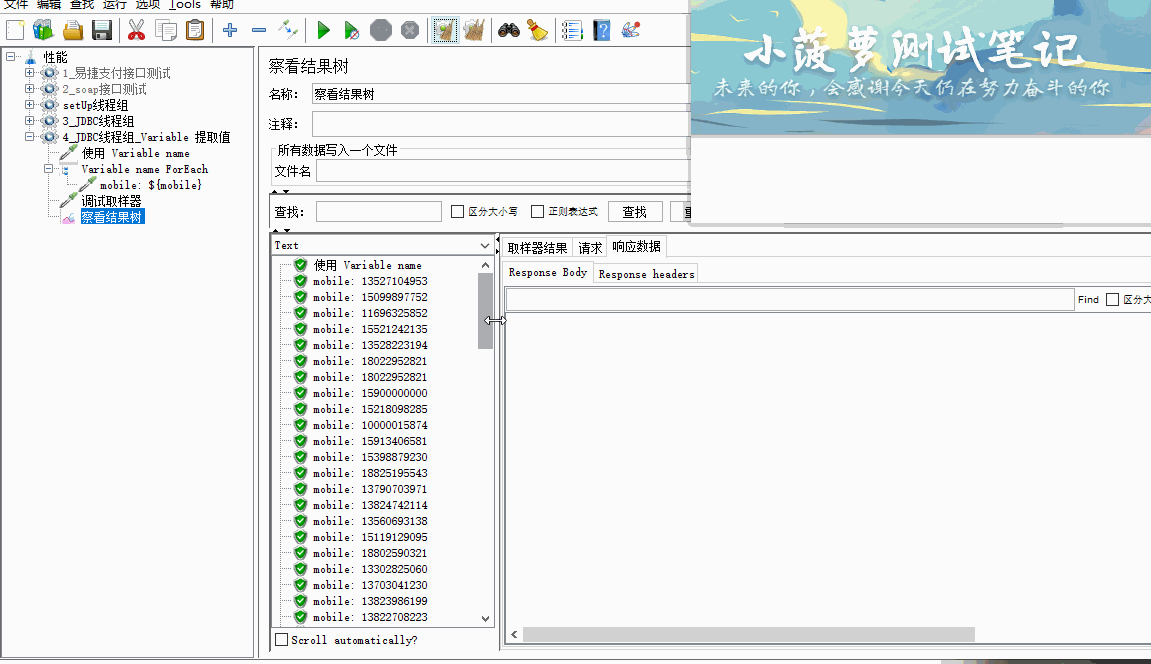 文件 编辑 查找 运行 选项 Tools 帮助
小菠萝测试笔记
未来的你，会感谢今天仍在努力奋斗的你
性能
1_易捷支付接口测试
2_soap接口测试
setUp线程组
3_JDBC线程组
4_JDBC线程组_Variable 提取值
使用 Variable name
Variable name ForEach
mobile: ${mobile}
调试取样器
察看结果树
察看结果树
名称: 察看结果树
注释:
所有数据写入一个文件
文件名
查找: 区分大小写 正则表达式 查找
Text
取样器结果 请求 响应数据
Response Body Response headers
Find 区分大
使用 Variable name
mobile: 13527104953
mobile: 15099897752
mobile: 11696325852
mobile: 15521242135
mobile: 13528223194
mobile: 18022952821
mobile: 18022952821
mobile: 15900000000
mobile: 15218098285
mobile: 10000015874
mobile: 15913406581
mobile: 15398879230
mobile: 18825195543
mobile: 13790703971
mobile: 13824742114
mobile: 13560693138
mobile: 15119129095
mobile: 18802590321
mobile: 13302825060
mobile: 13703041230
mobile: 13823986199
mobile: 13822708223
Scroll automatically?